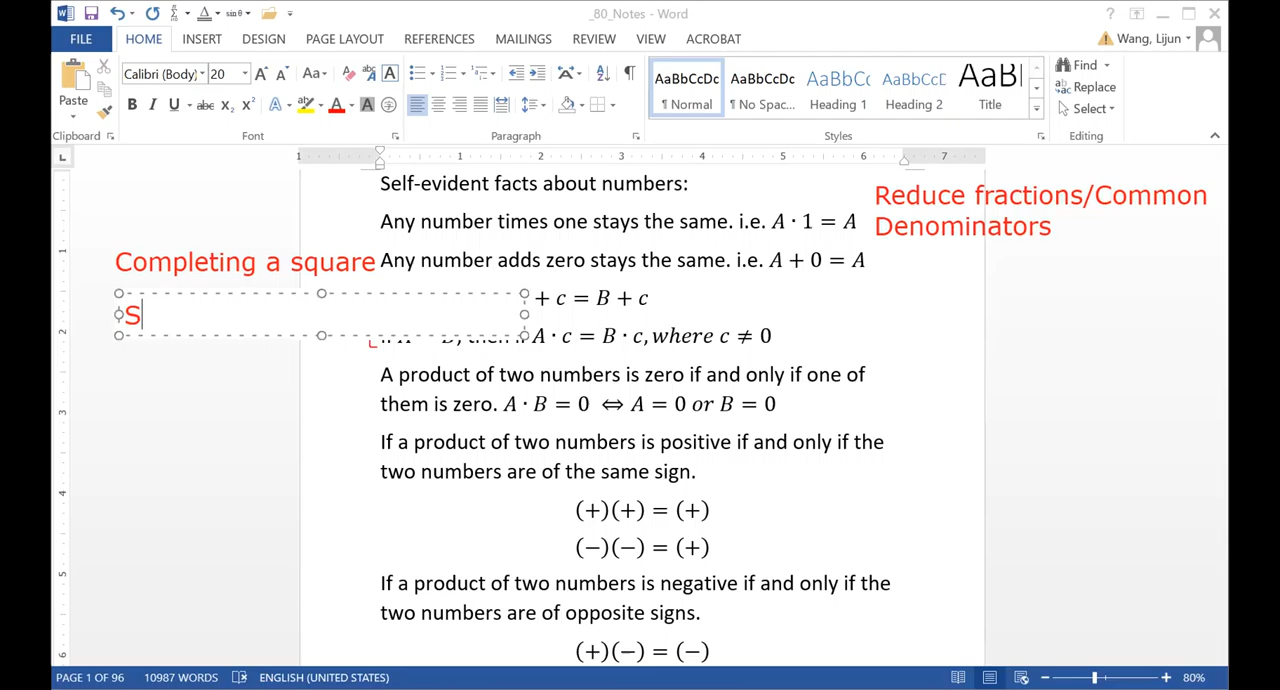 _80_Notes - Word
FILE HOME INSERT DESIGN PAGE LAYOUT REFERENCES MAILINGS REVIEW VIEW ACROBAT Wang, Lijun
Paste
Calibri (Body) 20
AaBbCcDc AaBbCcDc AaBbCc AaBbCcC AaBl
¶ Normal ¶ No Spac... Heading 1 Heading 2 Title
Find
Replace
Select
Clipboard Font Paragraph Styles Editing
Self-evident facts about numbers:
Any number times one stays the same. i.e. A · 1 = A
Reduce fractions/Common
Denominators
Completing a square
Any number adds zero stays the same. i.e. A + 0 = A
S
+ c = B + c
A · c = B · c, where c ≠ 0
A product of two numbers is zero if and only if one of
them is zero. A · B = 0 ⇔ A = 0 or B = 0
If a product of two numbers is positive if and only if the
two numbers are of the same sign.
(+)(+) = (+)
(−)(−) = (+)
If a product of two numbers is negative if and only if the
two numbers are of opposite signs.
(+)(−) = (−)
PAGE 1 OF 96 10987 WORDS ENGLISH (UNITED STATES) 80%